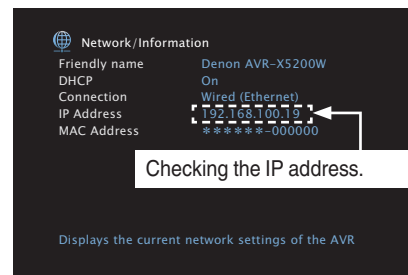 Network/Information
Friendly name Denon AVR-X5200W
DHCP On
Connection Wired (Ethernet)
IP Address 192.168.100.19
MAC Address ******-000000
Checking the IP address.
Displays the current network settings of the AVR